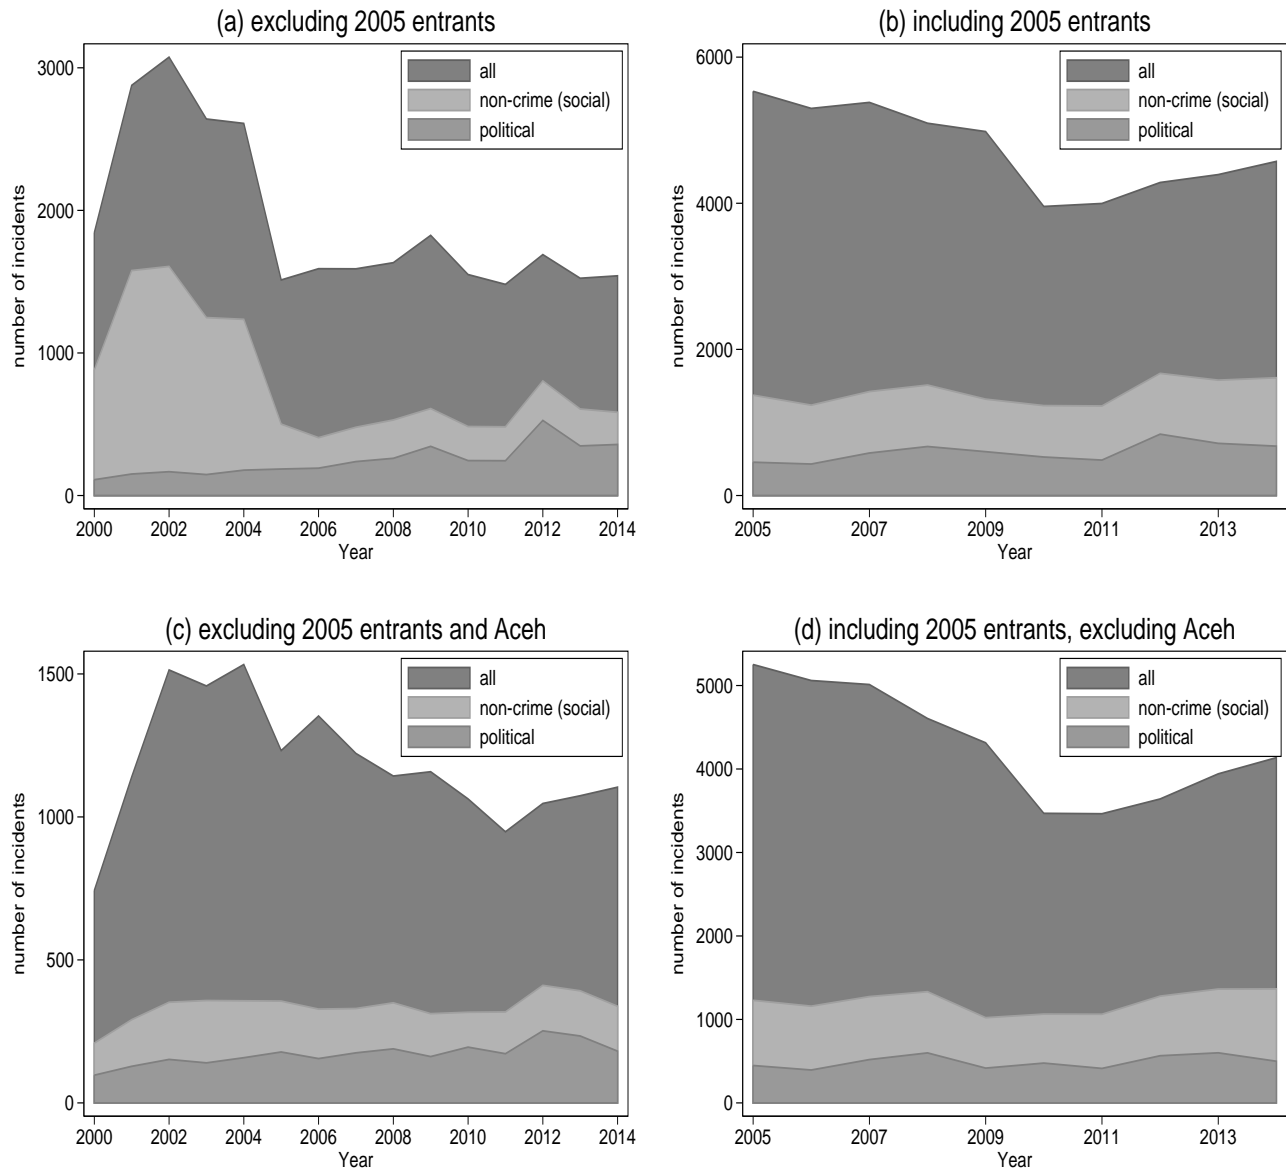 (a) excluding 2005 entrants
number of incidents
3000
2000
1000
0
all
non-crime (social)
political
2000 2002 2004 2006 2008 2010 2012 2014
Year
(b) including 2005 entrants
number of incidents
6000
4000
2000
0
all
non-crime (social)
political
2005 2007 2009 2011 2013
Year
(c) excluding 2005 entrants and Aceh
number of incidents
1500
1000
500
0
all
non-crime (social)
political
2000 2002 2004 2006 2008 2010 2012 2014
Year
(d) including 2005 entrants, excluding Aceh
number of incidents
5000
4000
3000
2000
1000
0
all
non-crime (social)
political
2005 2007 2009 2011 2013
Year